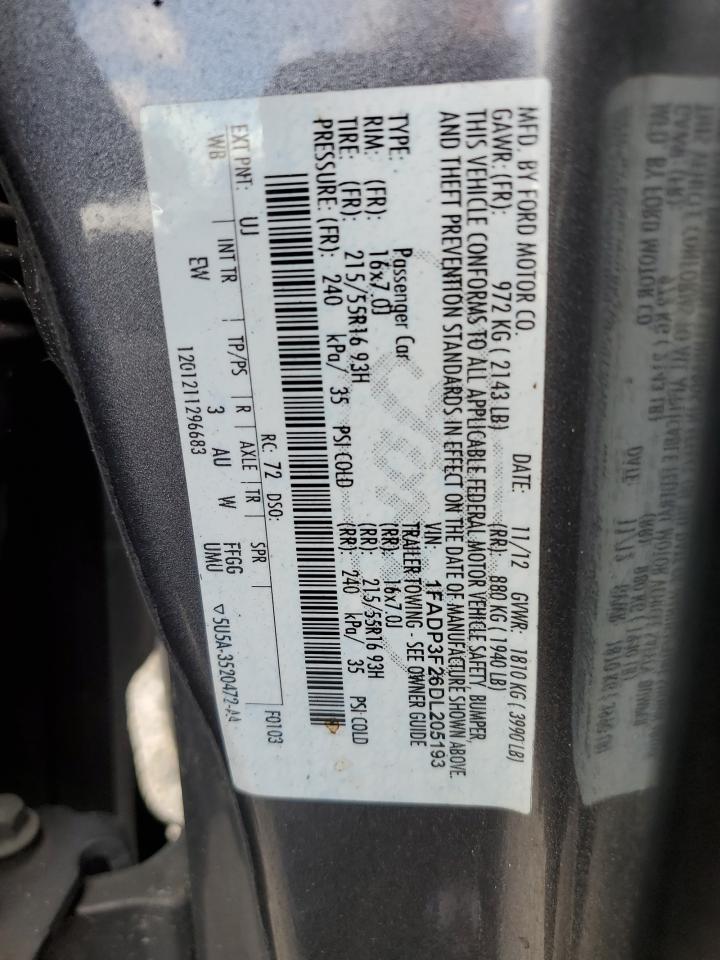 MFD. BY FORD MOTOR CO.
DATE: 11/12 GVWR: 1810 KG ( 3990 LB)
GAWR: (FR): 972 KG ( 2143 LB) (RR): 880 KG ( 1940 LB)
THIS VEHICLE CONFORMS TO ALL APPLICABLE FEDERAL MOTOR VEHICLE SAFETY, BUMPER,
AND THEFT PREVENTION STANDARDS IN EFFECT ON THE DATE OF MANUFACTURE SHOWN ABOVE.
VIN: 1FADP3F26DL205193
TYPE: Passenger Car TRAILER TOWING - SEE OWNER GUIDE
RIM: (FR): 16x7.0J (RR): 16x7.0J
TIRE: (FR): 215/55R16 93H (RR): 215/55R16 93H
PRESSURE: (FR): 240 kPa/ 35 PSI COLD (RR): 240 kPa/ 35 PSI COLD
F0103
RC: 72 DSO:
EXT PNT: UJ INT TR TP/PS R AXLE TR SPR
WB EW 3 AU W FFGG
UMU
1201211296683 ▽5U5A-3520472-AA